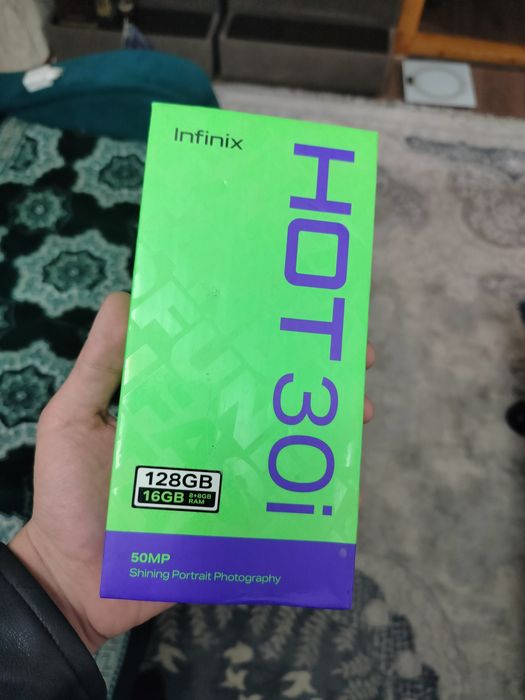 Infinix
HOT 30i
128GB
16GB 8+8GB RAM
50MP
Shining Portrait Photography